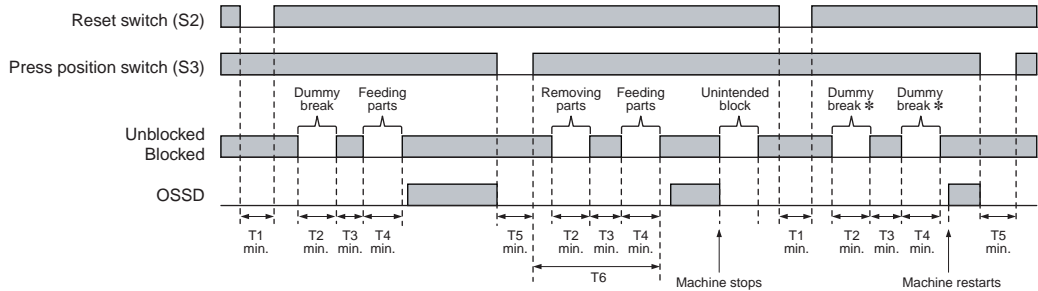 Reset switch (S2)
Press position switch (S3)
Dummy
break
Feeding
parts
Removing
parts
Feeding
parts
Unintended
block
Dummy
break ✻
Dummy
break ✻
Unblocked
Blocked
OSSD
T1
min.
T2
min.
T3
min.
T4
min.
T5
min.
T2
min.
T3
min.
T4
min.
T1
min.
T2
min.
T3
min.
T4
min.
T5
min.
T6
Machine stops
Machine restarts